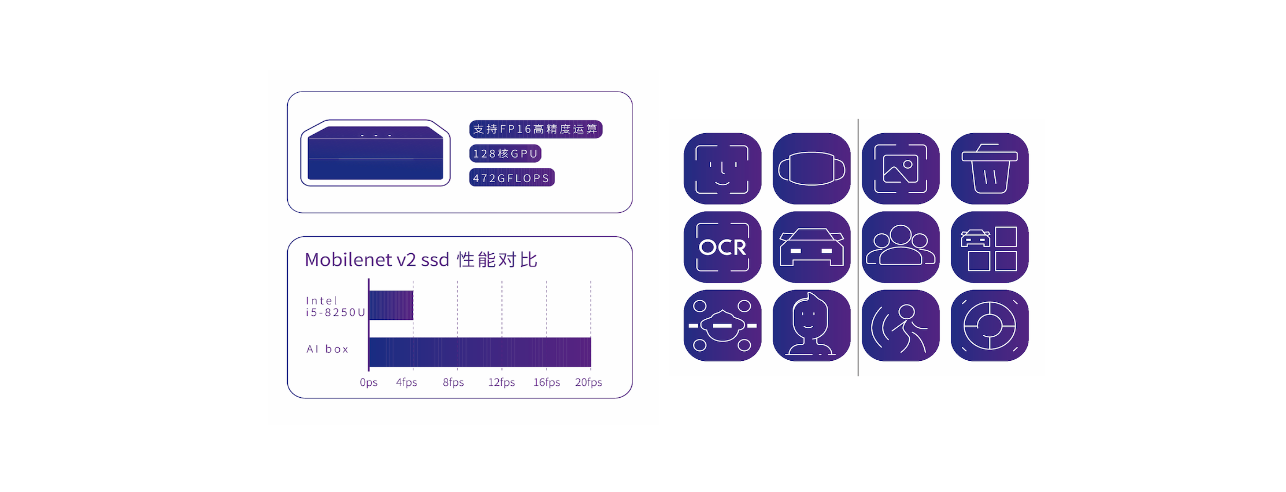 支持FP16高精度运算
128核GPU
472GFLOPS
Mobilenet v2 ssd 性能对比
Intel
i5-8250U
AI box
0ps 4fps 8fps 12fps 16fps 20fps
OCR